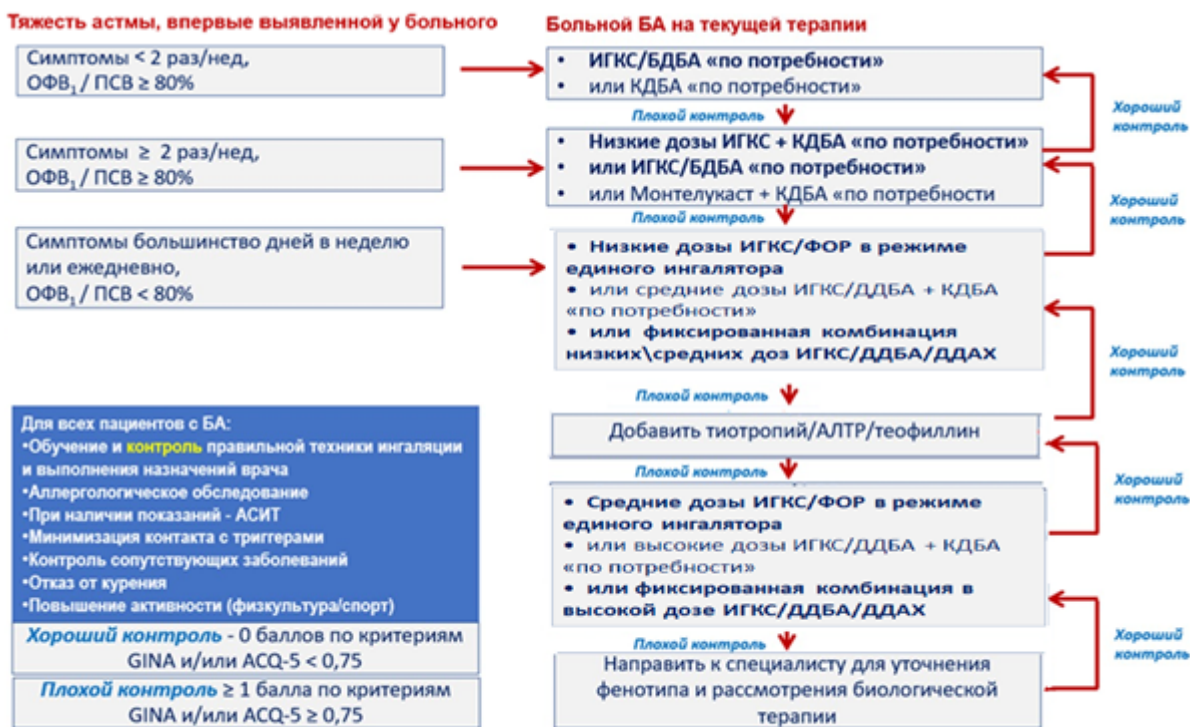 Тяжесть астмы, впервые выявленной у больного
Симптомы < 2 раз/нед,
ОФВ₁ / ПСВ ≥ 80%
Симптомы ≥ 2 раз/нед,
ОФВ₁ / ПСВ ≥ 80%
Симптомы большинство дней в неделю
или ежедневно,
ОФВ₁ / ПСВ < 80%
Для всех пациентов с БА:
•Обучение и контроль правильной техники ингаляции
и выполнения назначений врача
•Аллергологическое обследование
•При наличии показаний - АСИТ
•Минимизация контакта с триггерами
•Контроль сопутствующих заболеваний
•Отказ от курения
•Повышение активности (физкультура/спорт)
Хороший контроль - 0 баллов по критериям
GINA и/или ACQ-5 < 0,75
Плохой контроль ≥ 1 балла по критериям
GINA и/или ACQ-5 ≥ 0,75
Больной БА на текущей терапии
• ИГКС/БДБА «по потребности»
• или КДБА «по потребности»
Плохой контроль
• Низкие дозы ИГКС + КДБА «по потребности»
• или ИГКС/БДБА «по потребности»
• или Монтелукаст + КДБА «по потребности
Плохой контроль
• Низкие дозы ИГКС/ФОР в режиме
единого ингалятора
• или средние дозы ИГКС/ДДБА + КДБА
«по потребности»
• или фиксированная комбинация
низких\средних доз ИГКС/ДДБА/ДДАХ
Плохой контроль
Добавить тиотропий/АЛТР/теофиллин
Плохой контроль
• Средние дозы ИГКС/ФОР в режиме
единого ингалятора
• или высокие дозы ИГКС/ДДБА + КДБА
«по потребности»
• или фиксированная комбинация в
высокой дозе ИГКС/ДДБА/ДДАХ
Плохой контроль
Направить к специалисту для уточнения
фенотипа и рассмотрения биологической
терапии
Хороший
контроль
Хороший
контроль
Хороший
контроль
Хороший
контроль
Хороший
контроль